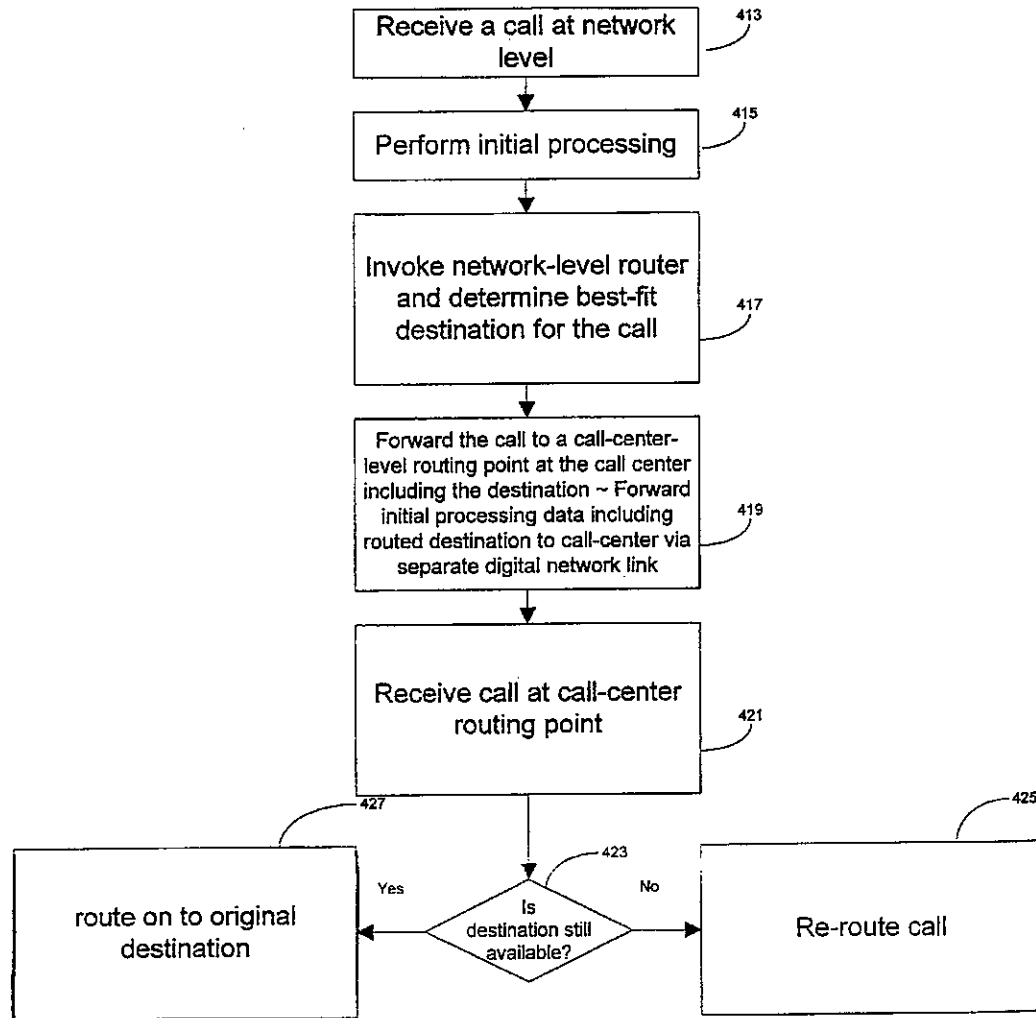 Receive a call at network
level
413
Perform initial processing
415
Invoke network-level router
and determine best-fit
destination for the call
417
Forward the call to a call-center-
level routing point at the call center
including the destination ~ Forward
initial processing data including
routed destination to call-center via
separate digital network link
419
Receive call at call-center
routing point
421
427
425
423
Yes
Is
destination still
available?
No
route on to original
destination
Re-route call